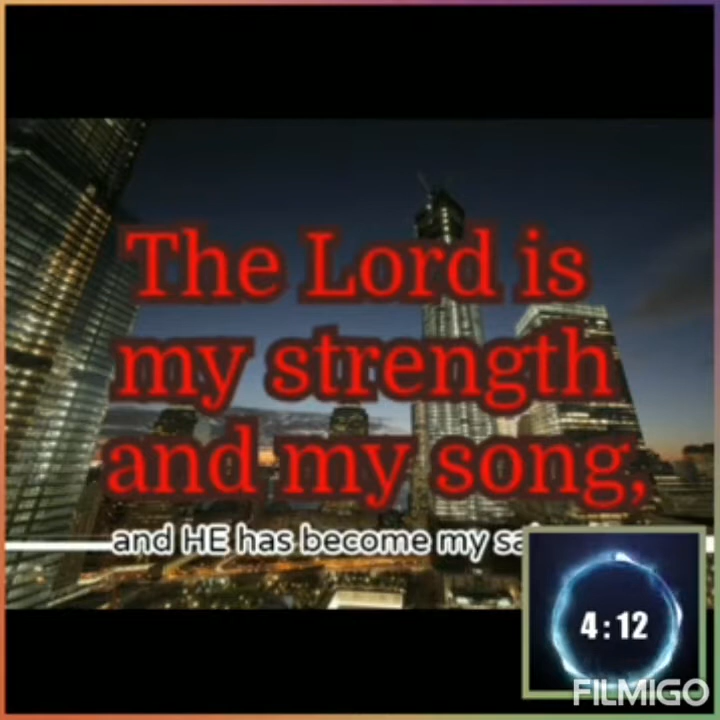 The Lord is
my strength
and my song,
and HE has become my
4:12
FILMIGO